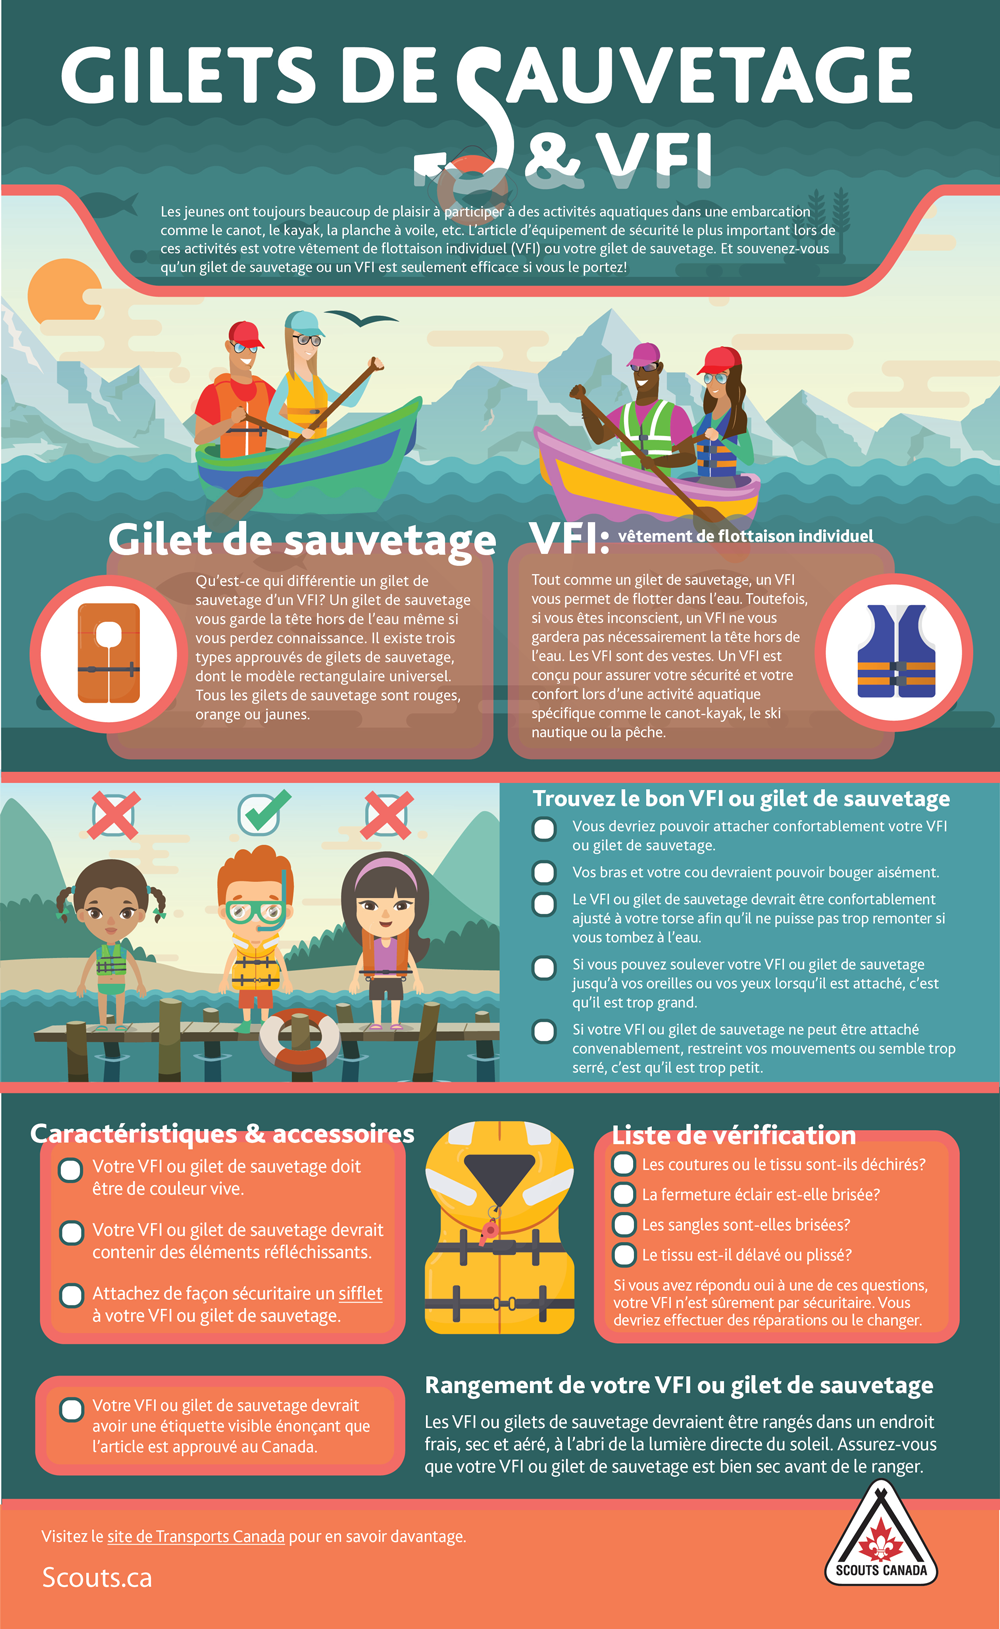 GILETS DE SAUVETAGE
& VFI
Les jeunes ont toujours beaucoup de plaisir à participer à des activités aquatiques dans une embarcation
comme le canot, le kayak, la planche à voile, etc. L'article d'équipement de sécurité le plus important lors de
ces activités est votre vêtement de flottaison individuel (VFI) ou votre gilet de sauvetage. Et souvenez-vous
qu'un gilet de sauvetage ou un VFI est seulement efficace si vous le portez!
Gilet de sauvetage
Qu'est-ce qui différentie un gilet de
sauvetage d'un VFI? Un gilet de sauvetage
vous garde la tête hors de l'eau même si
vous perdez connaissance. Il existe trois
types approuvés de gilets de sauvetage,
dont le modèle rectangulaire universel.
Tous les gilets de sauvetage sont rouges,
orange ou jaunes.
VFI: vêtement de flottaison individuel
Tout comme un gilet de sauvetage, un VFI
vous permet de flotter dans l'eau. Toutefois,
si vous êtes inconscient, un VFI ne vous
gardera pas nécessairement la tête hors de
l'eau. Les VFI sont des vestes. Un VFI est
conçu pour assurer votre sécurité et votre
confort lors d'une activité aquatique
spécifique comme le canot-kayak, le ski
nautique ou la pêche.
Trouvez le bon VFI ou gilet de sauvetage
Vous devriez pouvoir attacher confortablement votre VFI
ou gilet de sauvetage.
Vos bras et votre cou devraient pouvoir bouger aisément.
Le VFI ou gilet de sauvetage devrait être confortablement
ajusté à votre torse afin qu'il ne puisse pas trop remonter si
vous tombez à l'eau.
Si vous pouvez soulever votre VFI ou gilet de sauvetage
jusqu'à vos oreilles ou vos yeux lorsqu'il est attaché, c'est
qu'il est trop grand.
Si votre VFI ou gilet de sauvetage ne peut être attaché
convenablement, restreint vos mouvements ou semble trop
serré, c'est qu'il est trop petit.
Caractéristiques & accessoires
Votre VFI ou gilet de sauvetage doit
être de couleur vive.
Votre VFI ou gilet de sauvetage devrait
contenir des éléments réfléchissants.
Attachez de façon sécuritaire un sifflet
à votre VFI ou gilet de sauvetage.
Votre VFI ou gilet de sauvetage devrait
avoir une étiquette visible énonçant que
l'article est approuvé au Canada.
Liste de vérification
Les coutures ou le tissu sont-ils déchirés?
La fermeture éclair est-elle brisée?
Les sangles sont-elles brisées?
Le tissu est-il délavé ou plissé?
Si vous avez répondu oui à une de ces questions,
votre VFI n'est sûrement par sécuritaire. Vous
devriez effectuer des réparations ou le changer.
Rangement de votre VFI ou gilet de sauvetage
Les VFI ou gilets de sauvetage devraient être rangés dans un endroit
frais, sec et aéré, à l'abri de la lumière directe du soleil. Assurez-vous
que votre VFI ou gilet de sauvetage est bien sec avant de le ranger.
Visitez le site de Transports Canada pour en savoir davantage.
Scouts.ca
SCOUTS CANADA